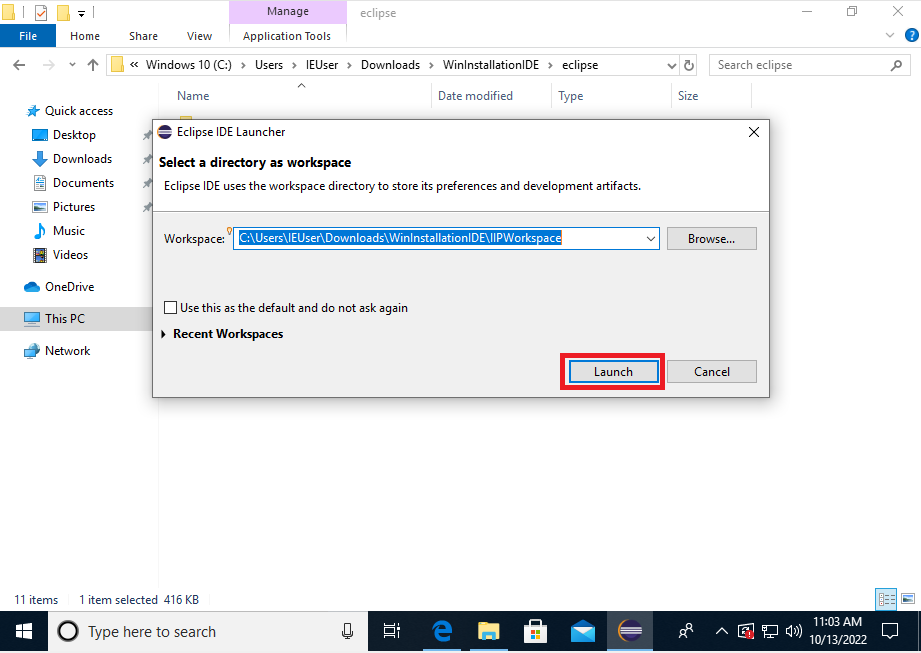 Manage
eclipse
File
Home
Share
View
Application Tools
?
« Windows 10 (C:) > Users > IEUser > Downloads > WinInstallationIDE > eclipse
Search eclipse
Name
Date modified
Type
Size
Quick access
Desktop
Downloads
Documents
Pictures
Music
Videos
OneDrive
This PC
Network
Eclipse IDE Launcher
Select a directory as workspace
Eclipse IDE uses the workspace directory to store its preferences and development artifacts.
Workspace:
C:\Users\IEUser\Downloads\WinInstallationIDE\IIPWorkspace
Browse...
Use this as the default and do not ask again
Recent Workspaces
Launch
Cancel
11 items
1 item selected 416 KB
Type here to search
11:03 AM
10/13/2022